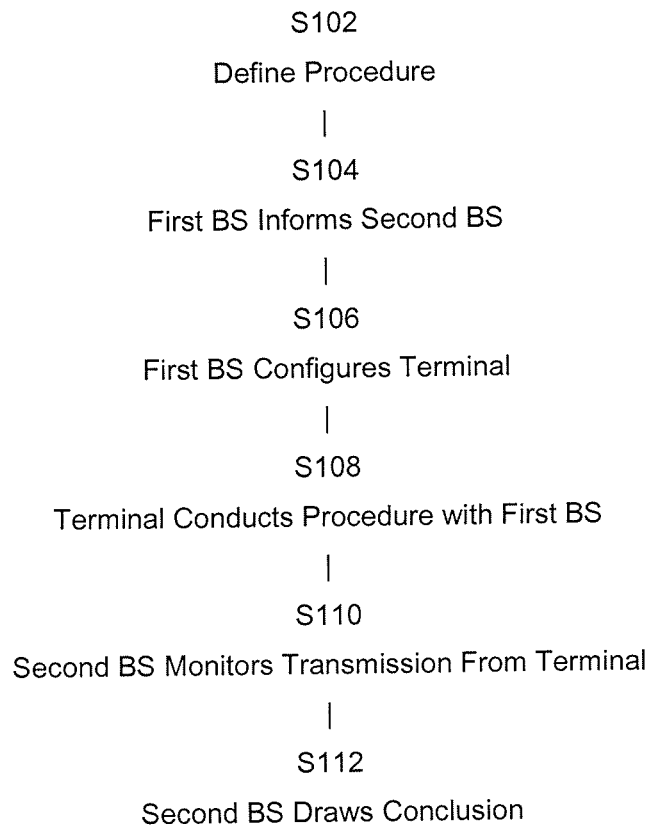 S102
Define Procedure
|
S104
First BS Informs Second BS
|
S106
First BS Configures Terminal
|
S108
Terminal Conducts Procedure with First BS
|
S110
Second BS Monitors Transmission From Terminal
|
S112
Second BS Draws Conclusion